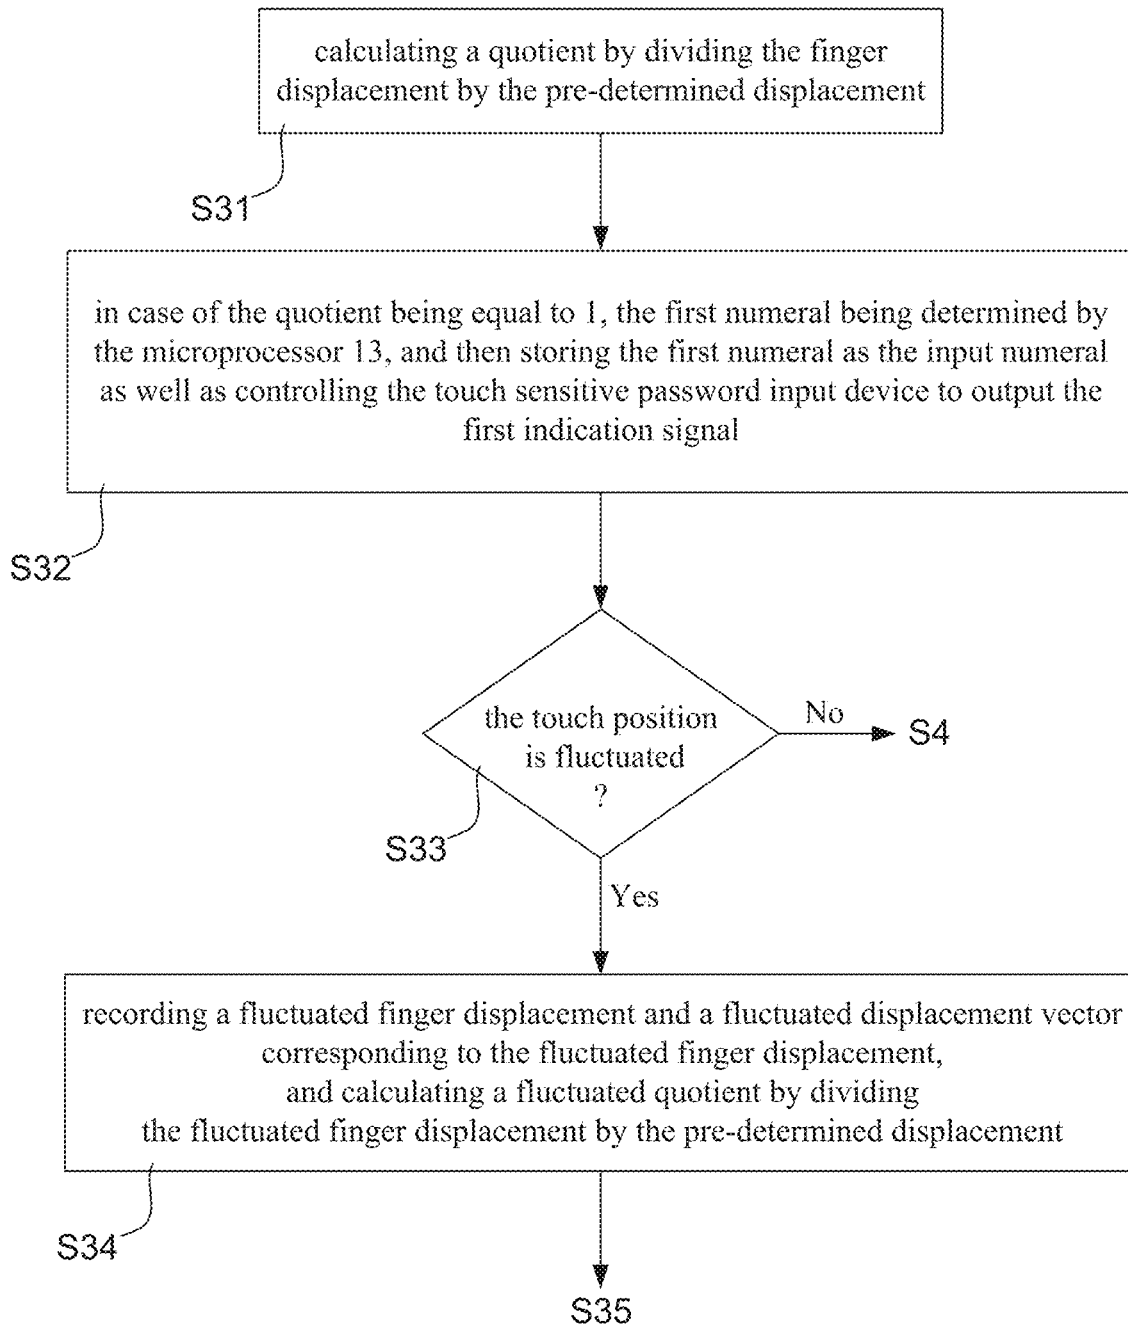 calculating a quotient by dividing the finger
displacement by the pre-determined displacement
S31
in case of the quotient being equal to 1, the first numeral being determined by
the microprocessor 13, and then storing the first numeral as the input numeral
as well as controlling the touch sensitive password input device to output the
first indication signal
S32
the touch position
is fluctuated
?
No
S4
S33
Yes
recording a fluctuated finger displacement and a fluctuated displacement vector
corresponding to the fluctuated finger displacement,
and calculating a fluctuated quotient by dividing
the fluctuated finger displacement by the pre-determined displacement
S34
S35